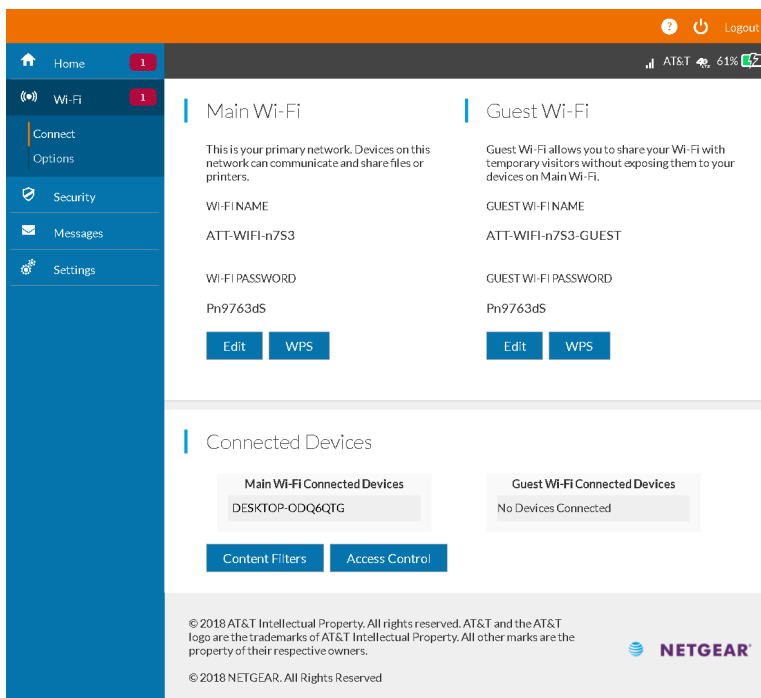 ? Logout
Home 1
AT&T 61%
Wi-Fi 1
Connect
Options
Security
Messages
Settings
Main Wi-Fi
This is your primary network. Devices on this
network can communicate and share files or
printers.
WI-FI NAME
ATT-WIFI-n7S3
WI-FI PASSWORD
Pn9763dS
Edit WPS
Guest Wi-Fi
Guest Wi-Fi allows you to share your Wi-Fi with
temporary visitors without exposing them to your
devices on Main Wi-Fi.
GUEST WI-FI NAME
ATT-WIFI-n7S3-GUEST
GUEST WI-FI PASSWORD
Pn9763dS
Edit WPS
Connected Devices
Main Wi-Fi Connected Devices
DESKTOP-ODQ6QTG
Guest Wi-Fi Connected Devices
No Devices Connected
Content Filters Access Control
© 2018 AT&T Intellectual Property. All rights reserved. AT&T and the AT&T
logo are the trademarks of AT&T Intellectual Property. All other marks are the
property of their respective owners.
© 2018 NETGEAR. All Rights Reserved
NETGEAR